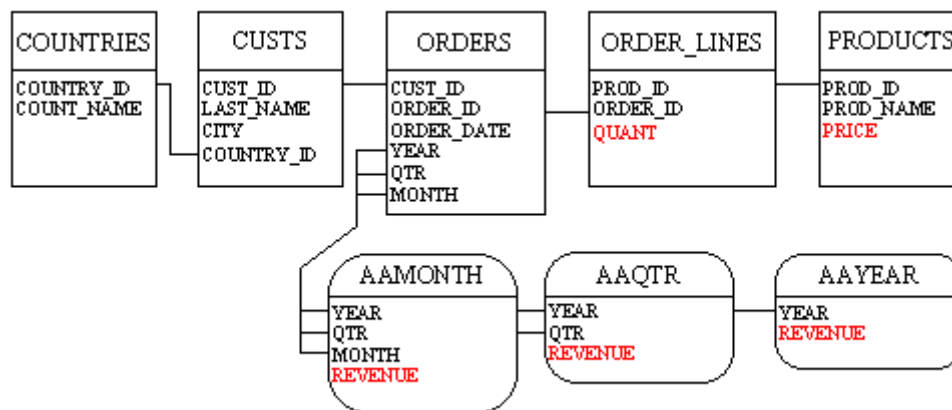 COUNTRIES
COUNTRY_ID
COUNT_NAME
CUSTS
CUST_ID
LAST_NAME
CITY
COUNTRY_ID
ORDERS
CUST_ID
ORDER_ID
ORDER_DATE
YEAR
QTR
MONTH
ORDER_LINES
PROD_ID
ORDER_ID
QUANT
PRODUCTS
PROD_ID
PROD_NAME
PRICE
AAMONTH
YEAR
QTR
MONTH
REVENUE
AAQTR
YEAR
QTR
REVENUE
AAYEAR
YEAR
REVENUE